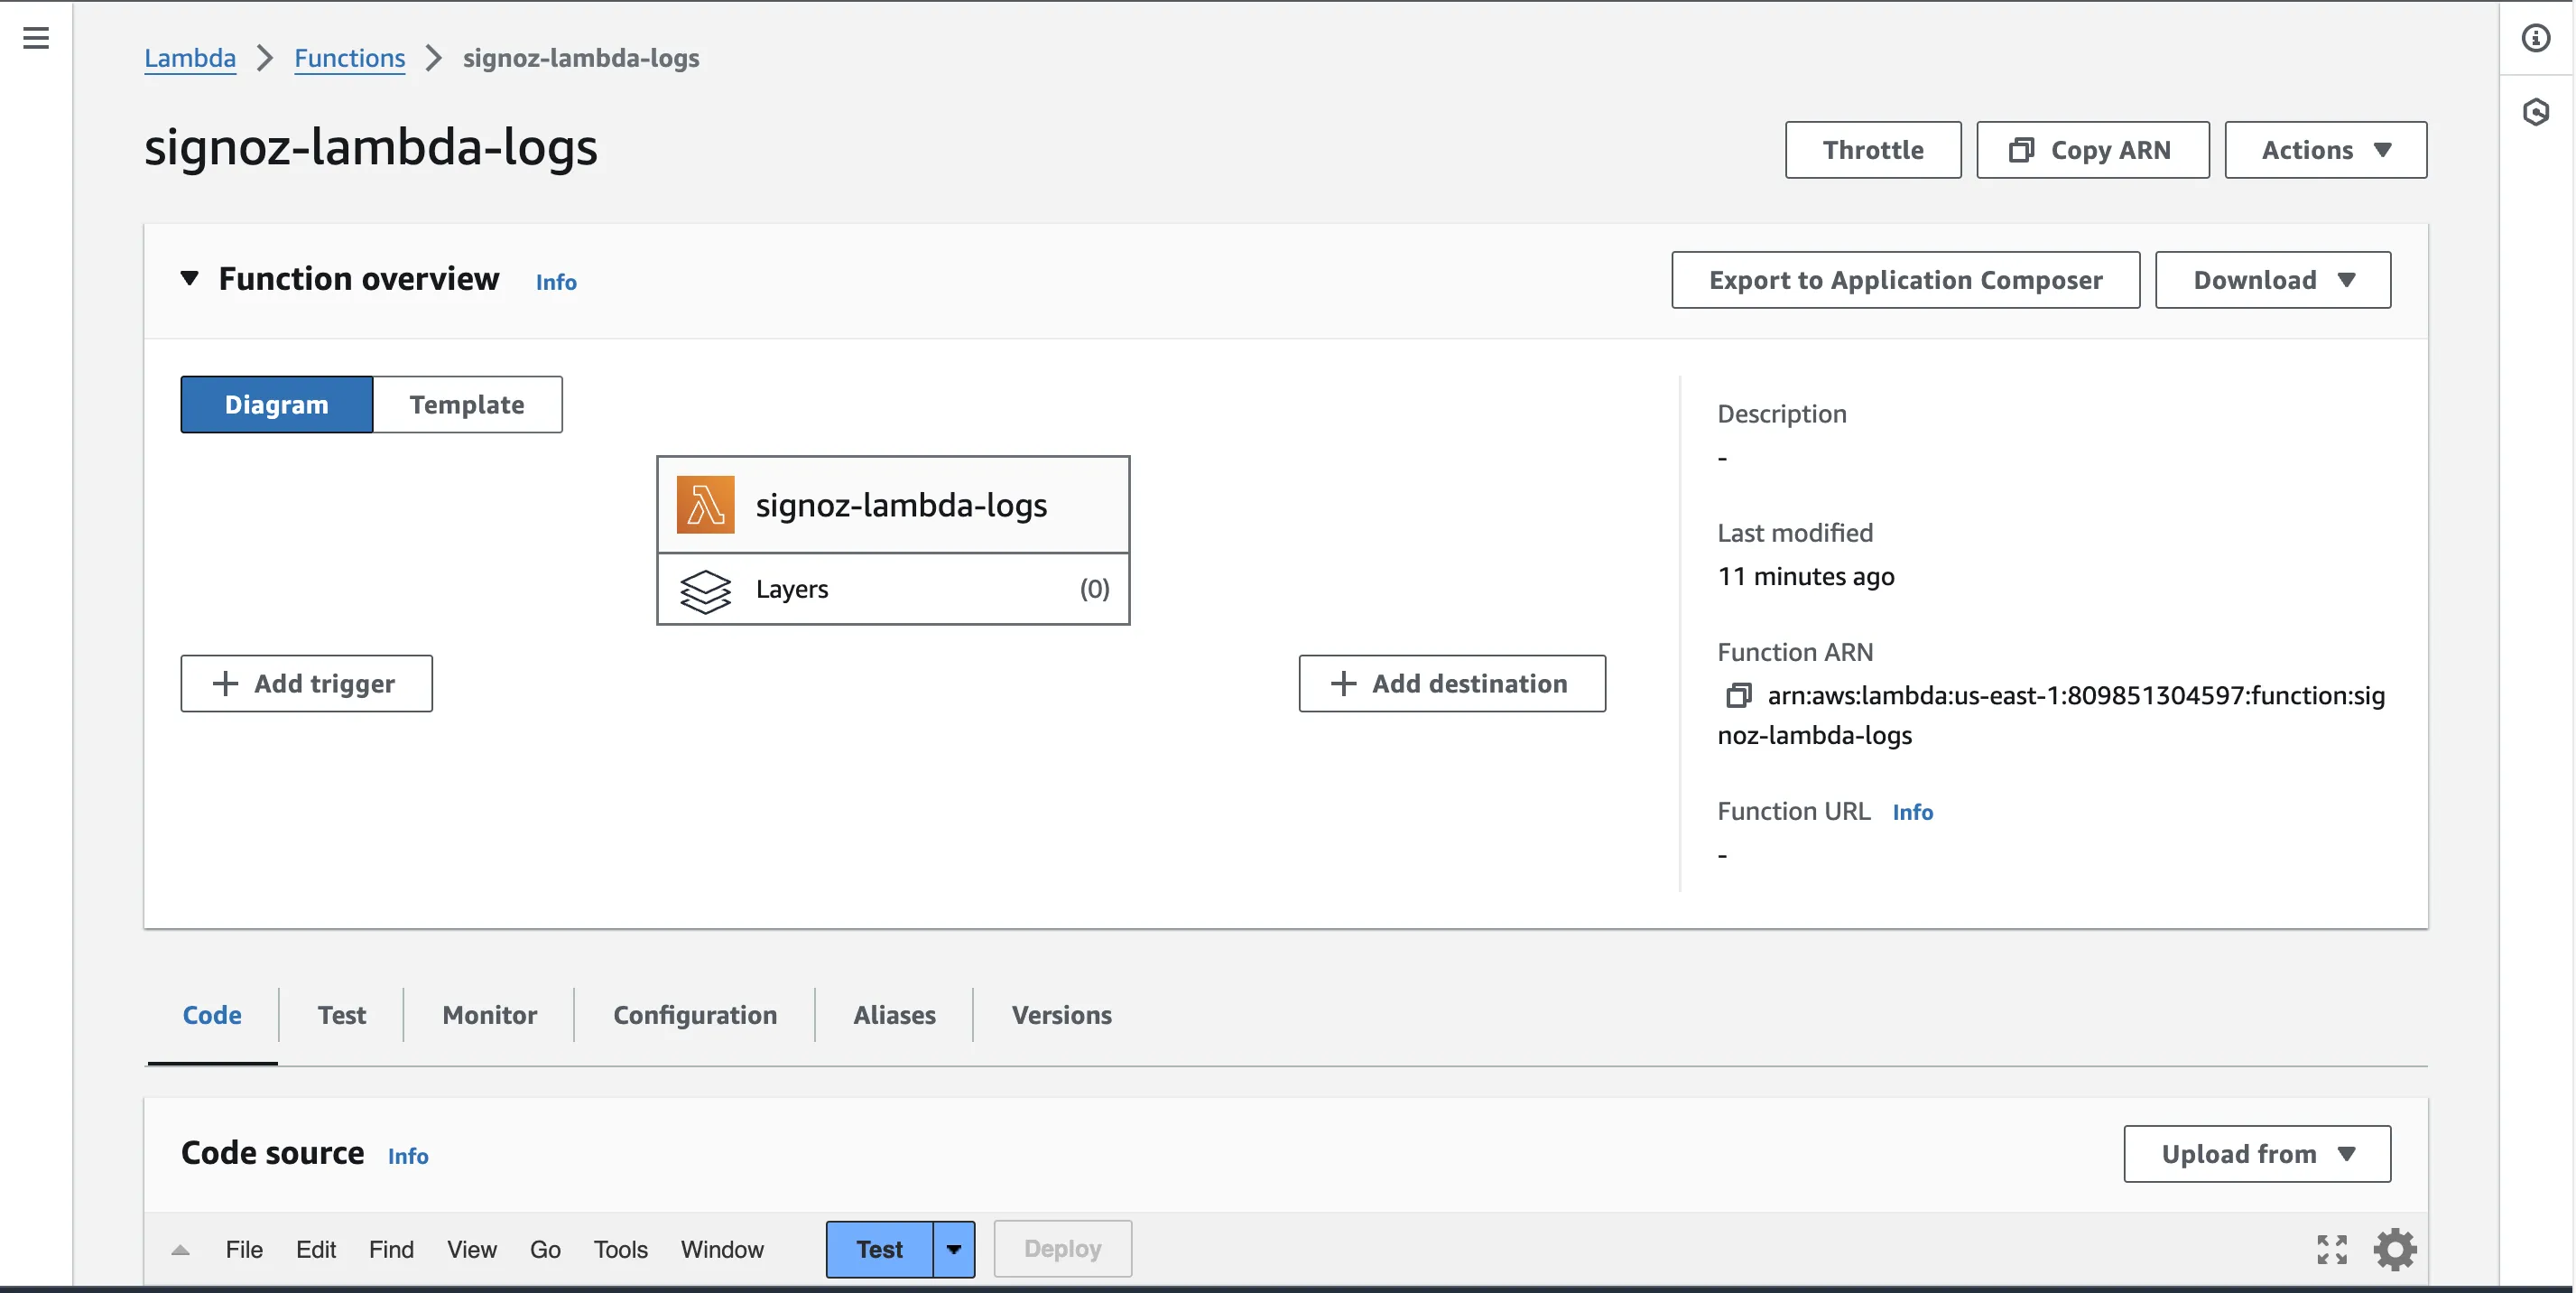 Lambda > Functions > signoz-lambda-logs
signoz-lambda-logs
Throttle
Copy ARN
Actions
Function overview Info
Export to Application Composer
Download
Diagram
Template
signoz-lambda-logs
Layers (0)
+ Add trigger
+ Add destination
Description
-
Last modified
11 minutes ago
Function ARN
arn:aws:lambda:us-east-1:809851304597:function:sig
noz-lambda-logs
Function URL Info
-
Code
Test
Monitor
Configuration
Aliases
Versions
Code source Info
Upload from
File Edit Find View Go Tools Window
Test
Deploy